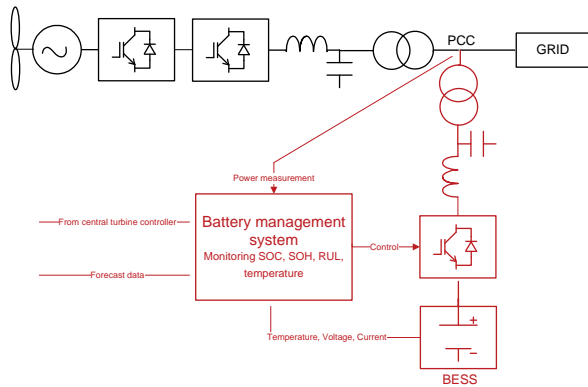 PCC
GRID
Power measurement
From central turbine controller
Battery management
system
Monitoring SOC, SOH, RUL,
temperature
Control
Forecast data
+
-
Temperature, Voltage, Current
BESS